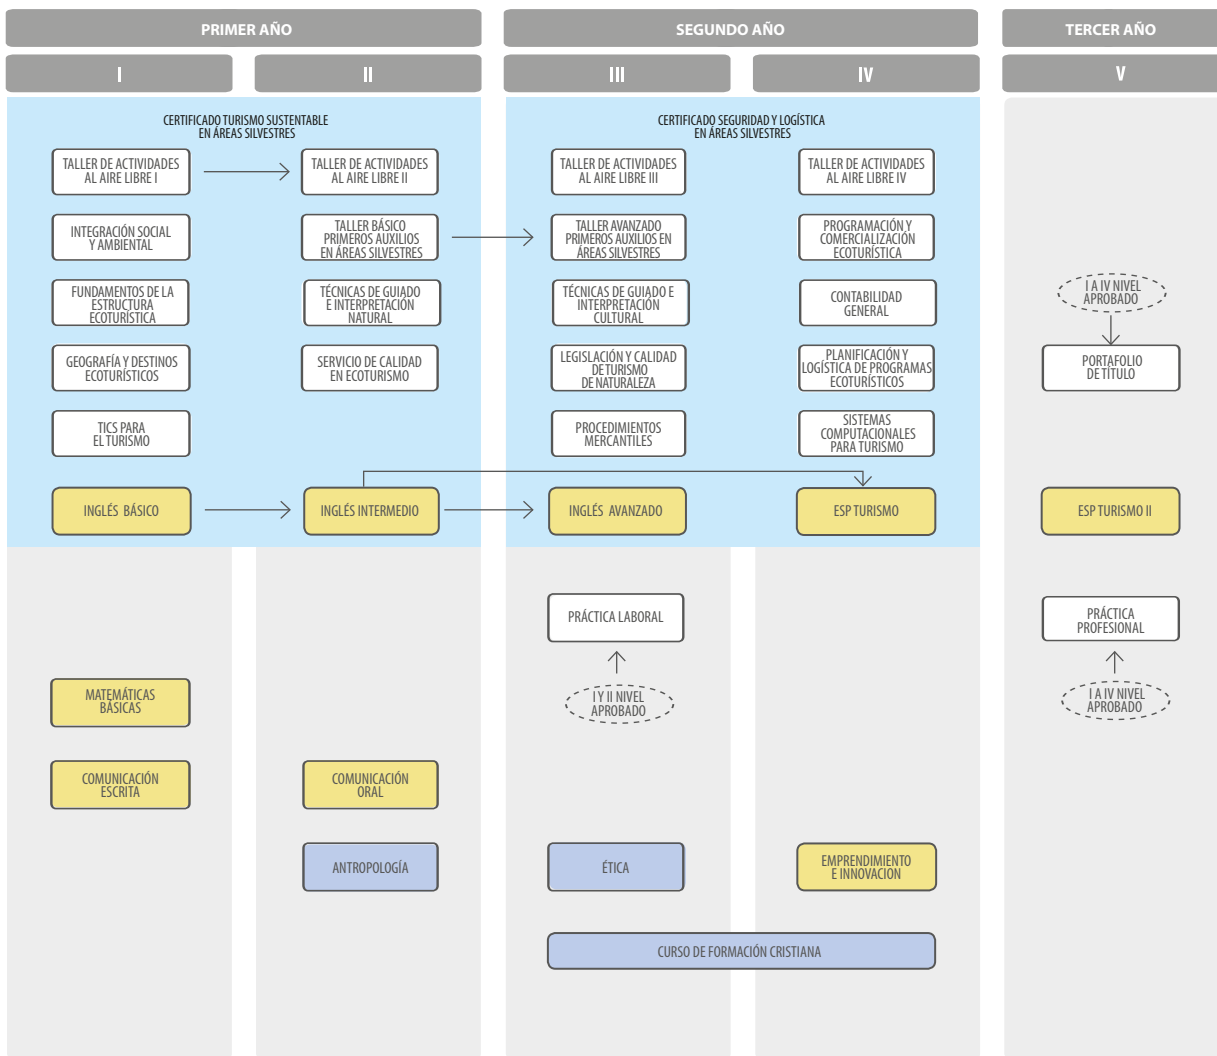 PRIMER AÑO
SEGUNDO AÑO
TERCER AÑO
I
II
III
IV
V
CERTIFICADO TURISMO SUSTENTABLE
EN ÁREAS SILVESTRES
CERTIFICADO SEGURIDAD Y LOGÍSTICA
EN ÁREAS SILVESTRES
TALLER DE ACTIVIDADES
AL AIRE LIBRE I
TALLER DE ACTIVIDADES
AL AIRE LIBRE II
TALLER DE ACTIVIDADES
AL AIRE LIBRE III
TALLER DE ACTIVIDADES
AL AIRE LIBRE IV
INTEGRACIÓN SOCIAL
Y AMBIENTAL
TALLER BÁSICO
PRIMEROS AUXILIOS
EN ÁREAS SILVESTRES
TALLER AVANZADO
PRIMEROS AUXILIOS EN
ÁREAS SILVESTRES
PROGRAMACIÓN Y
COMERCIALIZACIÓN
ECOTURÍSTICA
FUNDAMENTOS DE LA
ESTRUCTURA
ECOTURÍSTICA
TÉCNICAS DE GUIADO
E INTERPRETACIÓN
NATURAL
TÉCNICAS DE GUIADO E
INTERPRETACIÓN
CULTURAL
CONTABILIDAD
GENERAL
I A IV NIVEL
APROBADO
GEOGRAFÍA Y DESTINOS
ECOTURÍSTICOS
SERVICIO DE CALIDAD
EN ECOTURISMO
LEGISLACIÓN Y CALIDAD
DE TURISMO
DE NATURALEZA
PLANIFICACIÓN Y
LOGÍSTICA DE PROGRAMAS
ECOTURÍSTICOS
PORTAFOLIO
DE TÍTULO
TICS PARA
EL TURISMO
PROCEDIMIENTOS
MERCANTILES
SISTEMAS
COMPUTACIONALES
PARA TURISMO
INGLÉS BÁSICO
INGLÉS INTERMEDIO
INGLÉS AVANZADO
ESP TURISMO
ESP TURISMO II
PRÁCTICA LABORAL
PRÁCTICA
PROFESIONAL
MATEMÁTICAS
BÁSICAS
I Y II NIVEL
APROBADO
I A IV NIVEL
APROBADO
COMUNICACIÓN
ESCRITA
COMUNICACIÓN
ORAL
ANTROPOLOGÍA
ÉTICA
EMPRENDIMIENTO
E INNOVACION
CURSO DE FORMACIÓN CRISTIANA